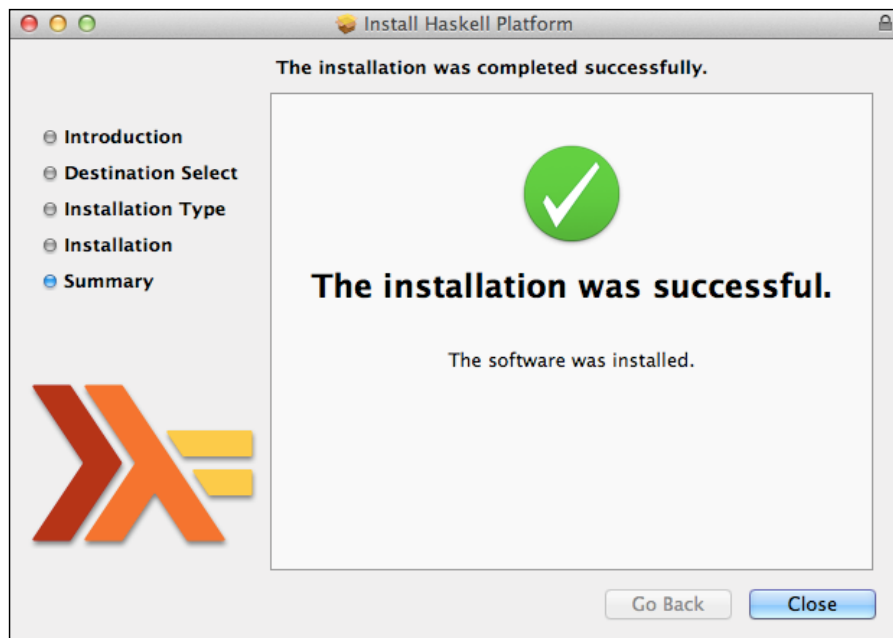 Install Haskell Platform
The installation was completed successfully.
Introduction
Destination Select
Installation Type
Installation
Summary
The installation was successful.
The software was installed.
Go Back
Close